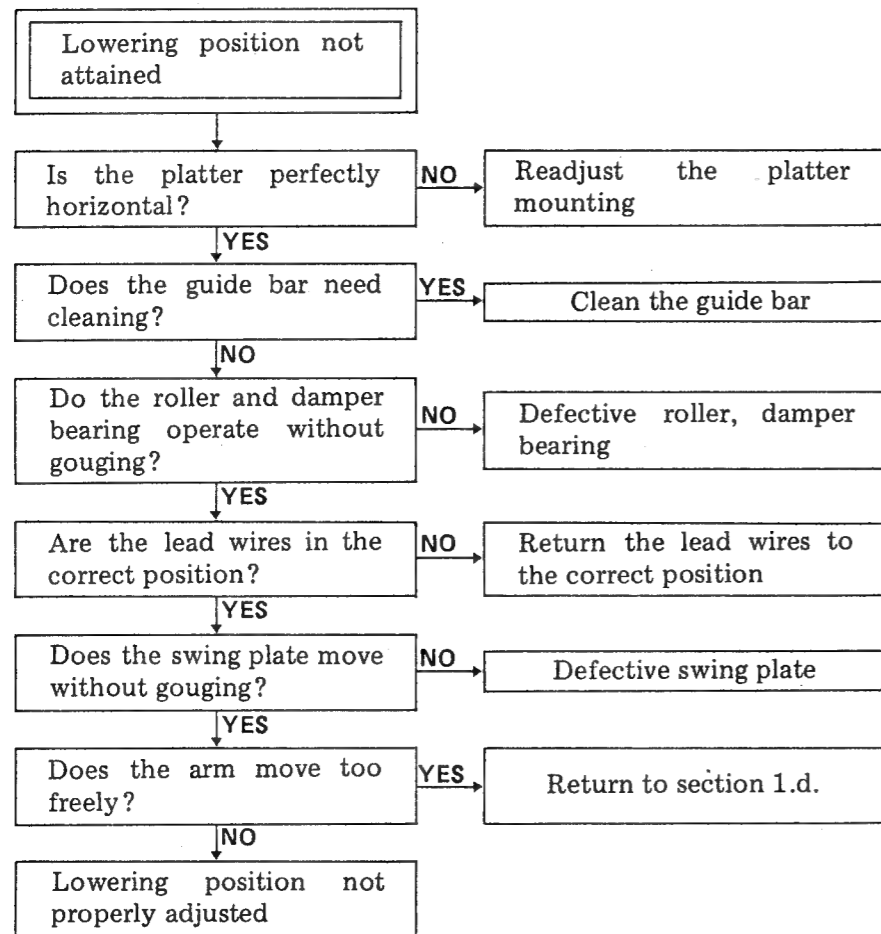 Lowering position not
attained
Is the platter perfectly
horizontal?
NO
Readjust the platter
mounting
YES
Does the guide bar need
cleaning?
YES
Clean the guide bar
NO
Do the roller and damper
bearing operate without
gouging?
NO
Defective roller, damper
bearing
YES
Are the lead wires in the
correct position?
NO
Return the lead wires to
the correct position
YES
Does the swing plate move
without gouging?
NO
Defective swing plate
YES
Does the arm move too
freely?
YES
Return to section 1.d.
NO
Lowering position not
properly adjusted